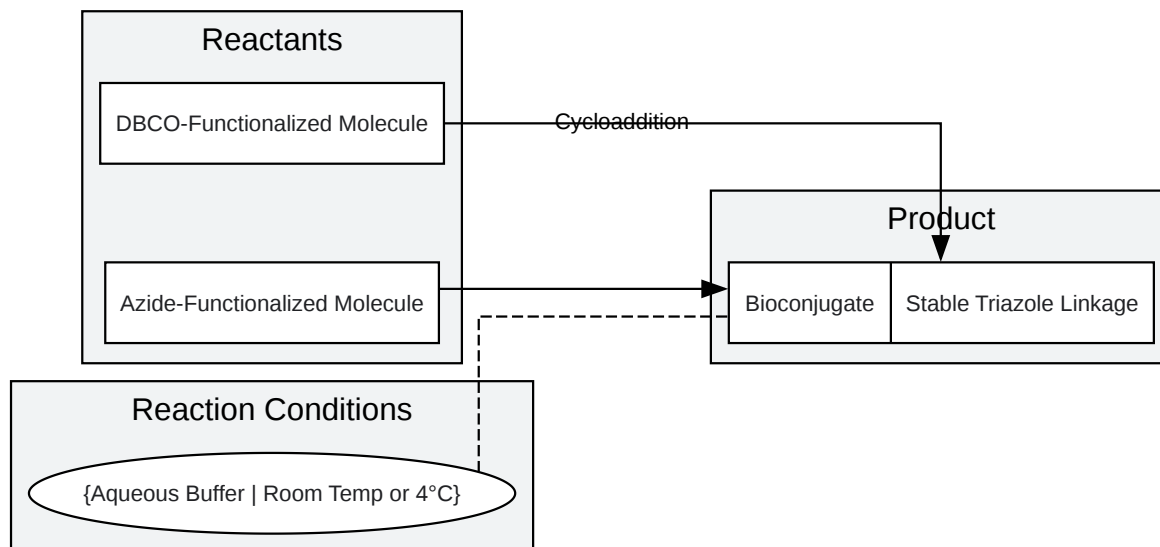 Reactants
DBCO-Functionalized Molecule
Cycloaddition
Azide-Functionalized Molecule
Product
Bioconjugate
Stable Triazole Linkage
Reaction Conditions
{Aqueous Buffer | Room Temp or 4°C}